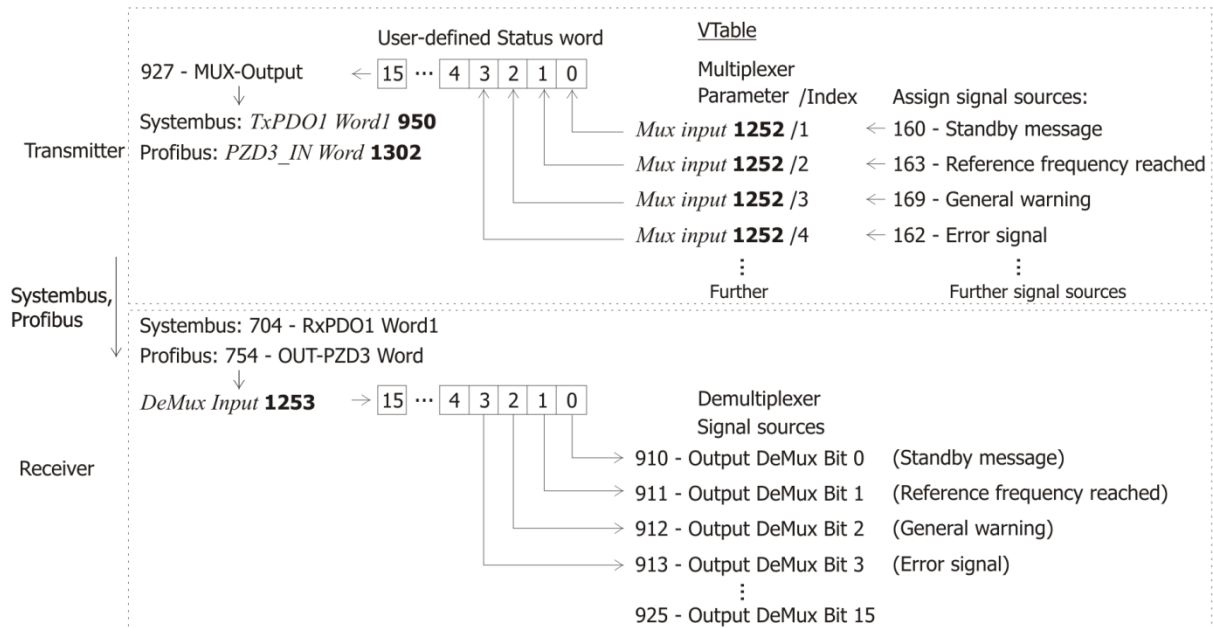 User-defined Status word
VTable
927 - MUX-Output ← 15 ··· 4 3 2 1 0
Multiplexer
Parameter /Index
Assign signal sources:
Systembus: TxPDO1 Word1 950
Profibus: PZD3_IN Word 1302
Transmitter
Mux input 1252 /1 ← 160 - Standby message
Mux input 1252 /2 ← 163 - Reference frequency reached
Mux input 1252 /3 ← 169 - General warning
Mux input 1252 /4 ← 162 - Error signal
Further
Further signal sources
Systembus,
Profibus
Systembus: 704 - RxPDO1 Word1
Profibus: 754 - OUT-PZD3 Word
DeMux Input 1253 → 15 ··· 4 3 2 1 0
Demultiplexer
Signal sources
Receiver
910 - Output DeMux Bit 0 (Standby message)
911 - Output DeMux Bit 1 (Reference frequency reached)
912 - Output DeMux Bit 2 (General warning)
913 - Output DeMux Bit 3 (Error signal)
925 - Output DeMux Bit 15